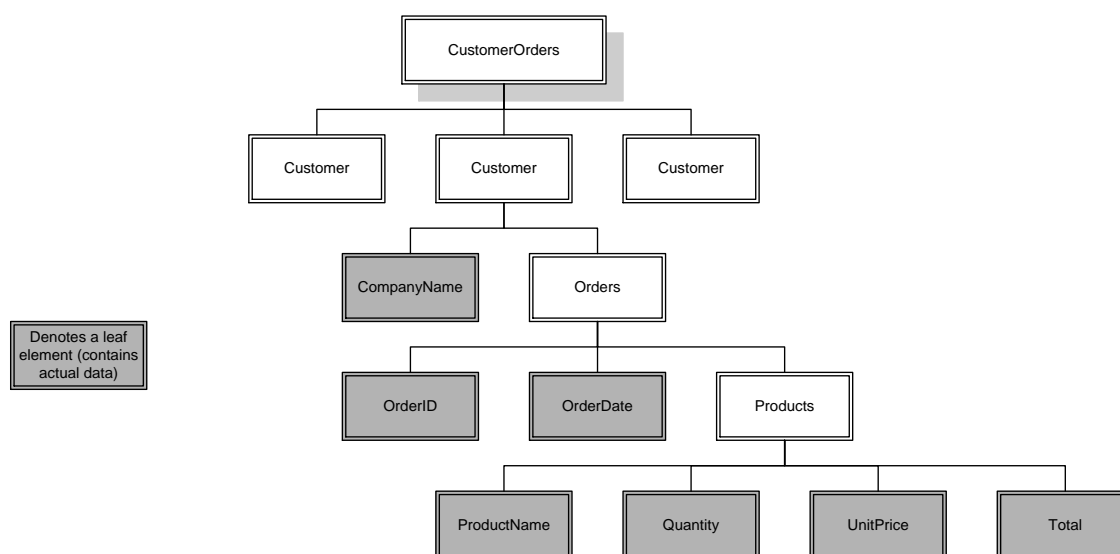 CustomerOrders
Customer
Customer
Customer
CompanyName
Orders
Denotes a leaf
element (contains
actual data)
OrderID
OrderDate
Products
ProductName
Quantity
UnitPrice
Total